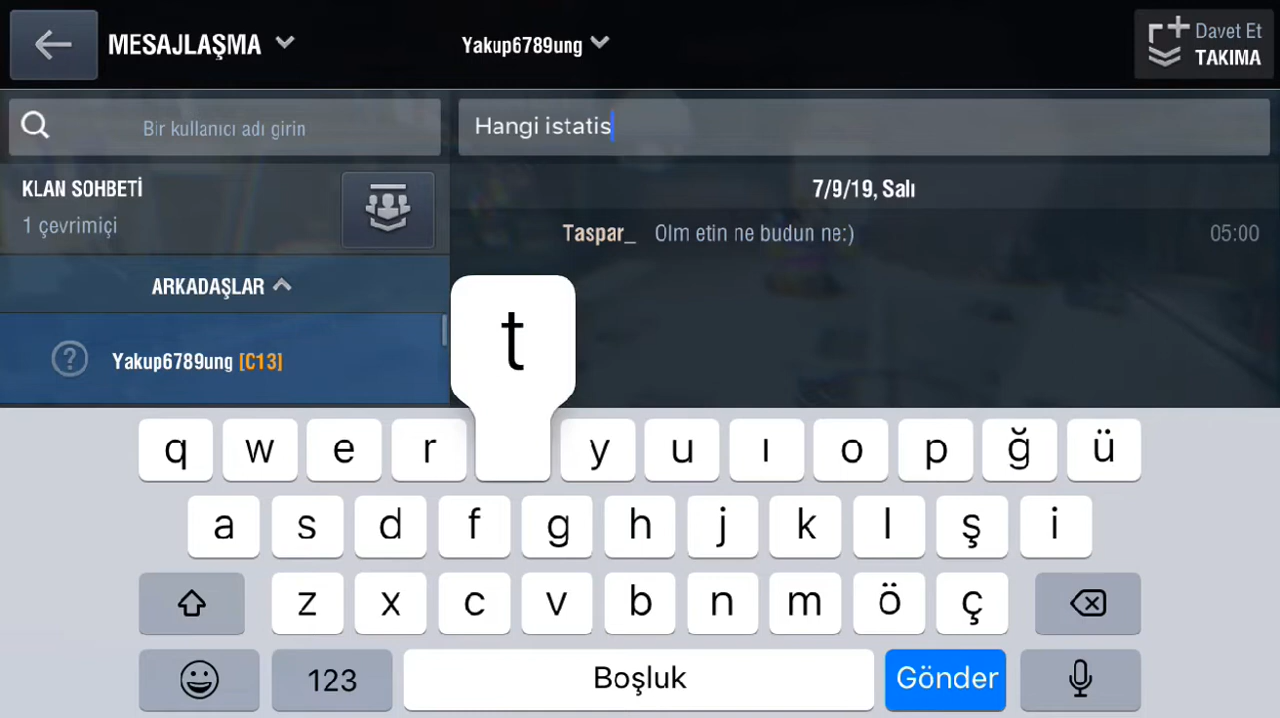 MESAJLAŞMA
Yakup6789ung
Davet Et
TAKIMA
Bir kullanıcı adı girin
Hangi istatis
KLAN SOHBETİ
1 çevrimiçi
7/9/19, Salı
Taspar_ Olm etin ne budun ne:) 05:00
ARKADAŞLAR
Yakup6789ung [C13]
t
q w e r y u ı o p ğ ü
a s d f g h j k l ş i
z x c v b n m ö ç
123 Boşluk Gönder